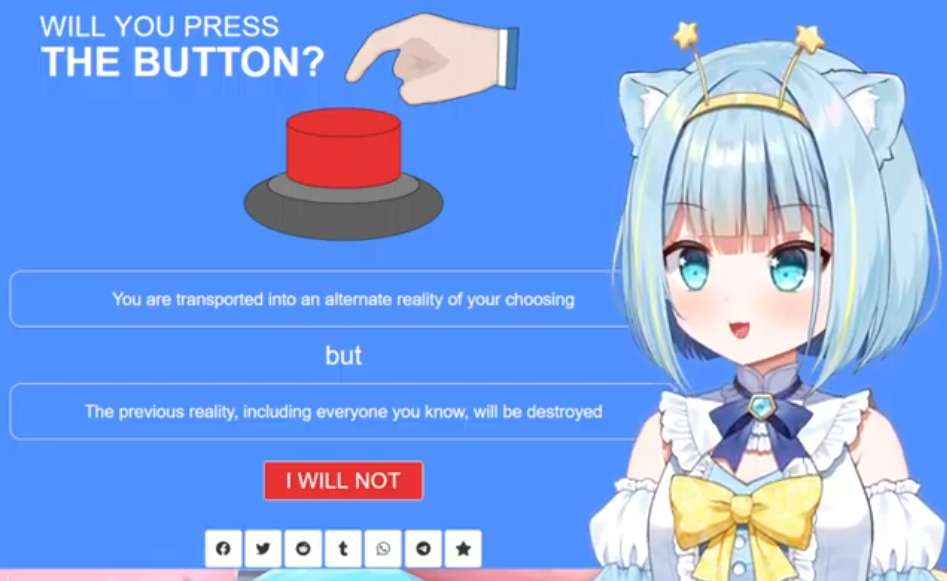 WILL YOU PRESS
THE BUTTON?
You are transported into an alternate reality of your choosing
but
The previous reality, including everyone you know, will be destroyed
I WILL NOT